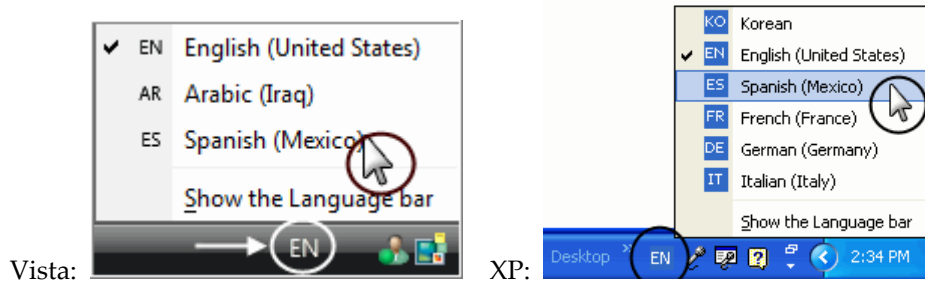 EN English (United States)
AR Arabic (Iraq)
ES Spanish (Mexico)
Show the Language bar
EN
Vista:
KO Korean
EN English (United States)
ES Spanish (Mexico)
FR French (France)
DE German (Germany)
IT Italian (Italy)
Show the Language bar
Desktop » EN 2:34 PM
XP: